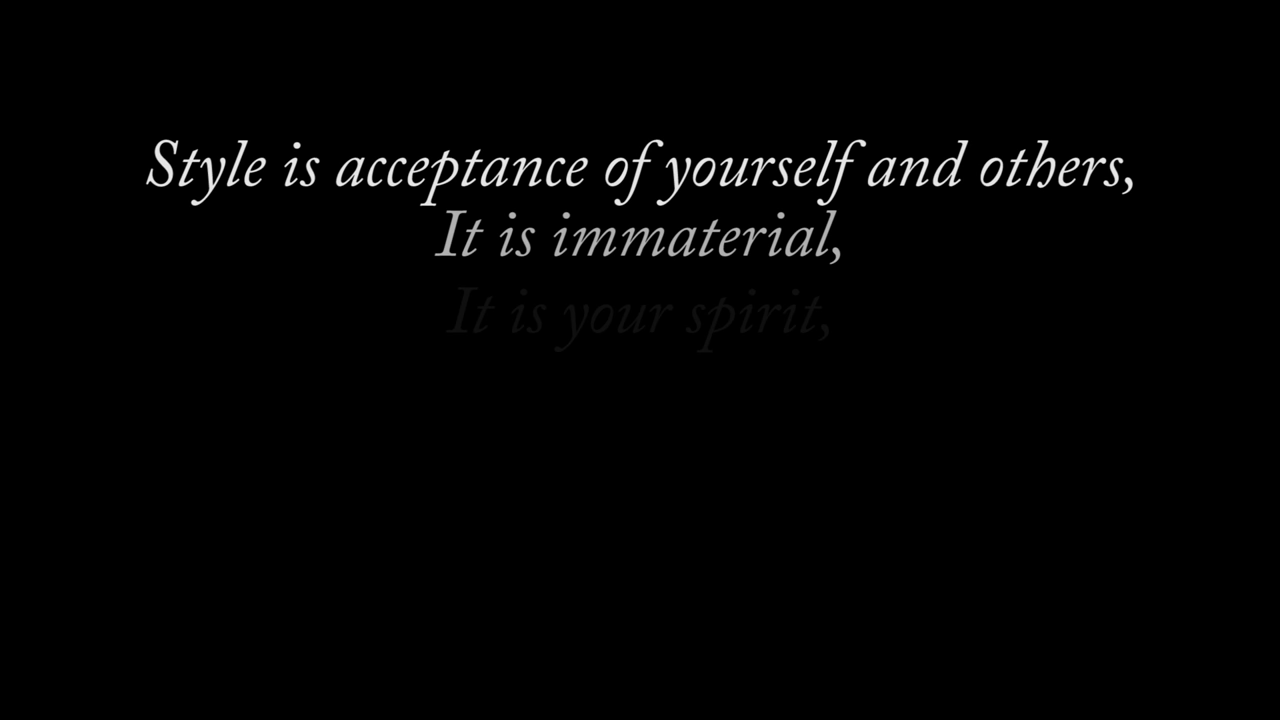 Style is acceptance of yourself and others,
It is immaterial,
It is your spirit,